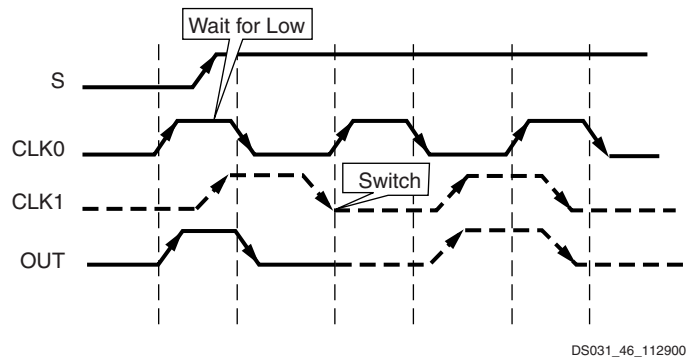 Wait for Low
S
CLK0
CLK1
Switch
OUT
DS031_46_112900